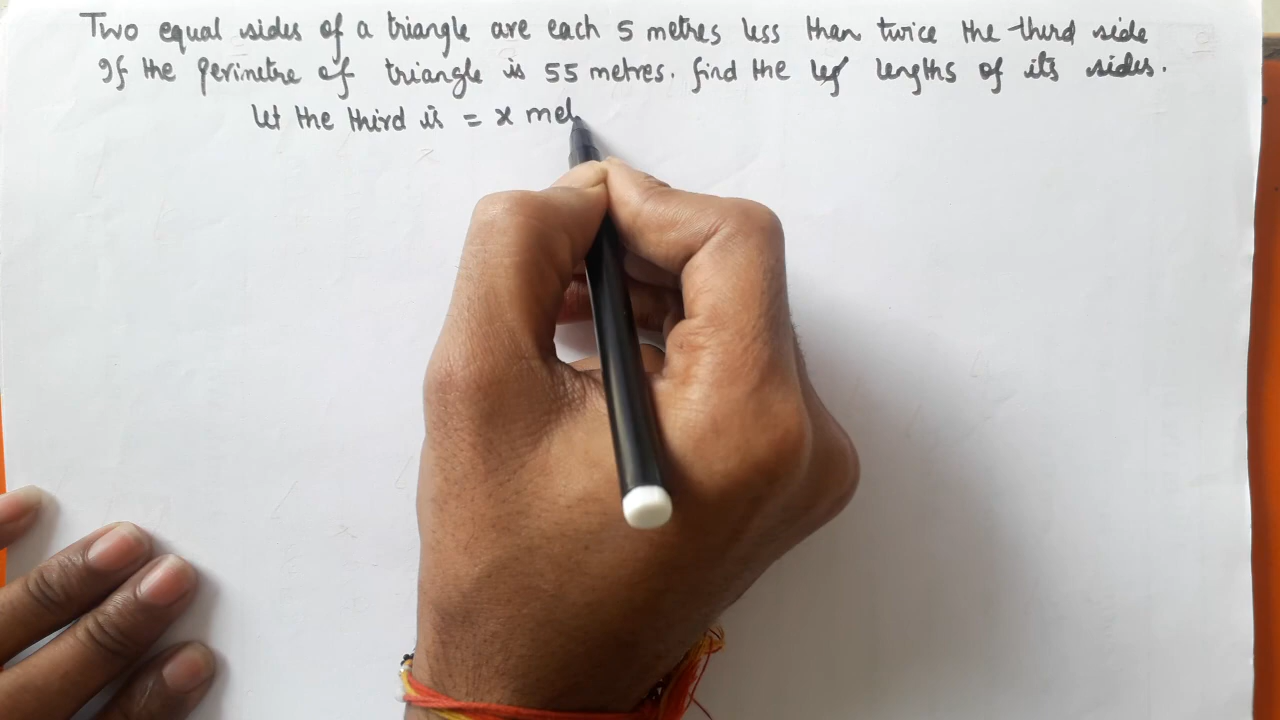 Two equal sides of a triangle are each 5 metres less than twice the third side
If the perimetre of triangle is 55 metres. find the lengths of its sides.
let the third is = x met